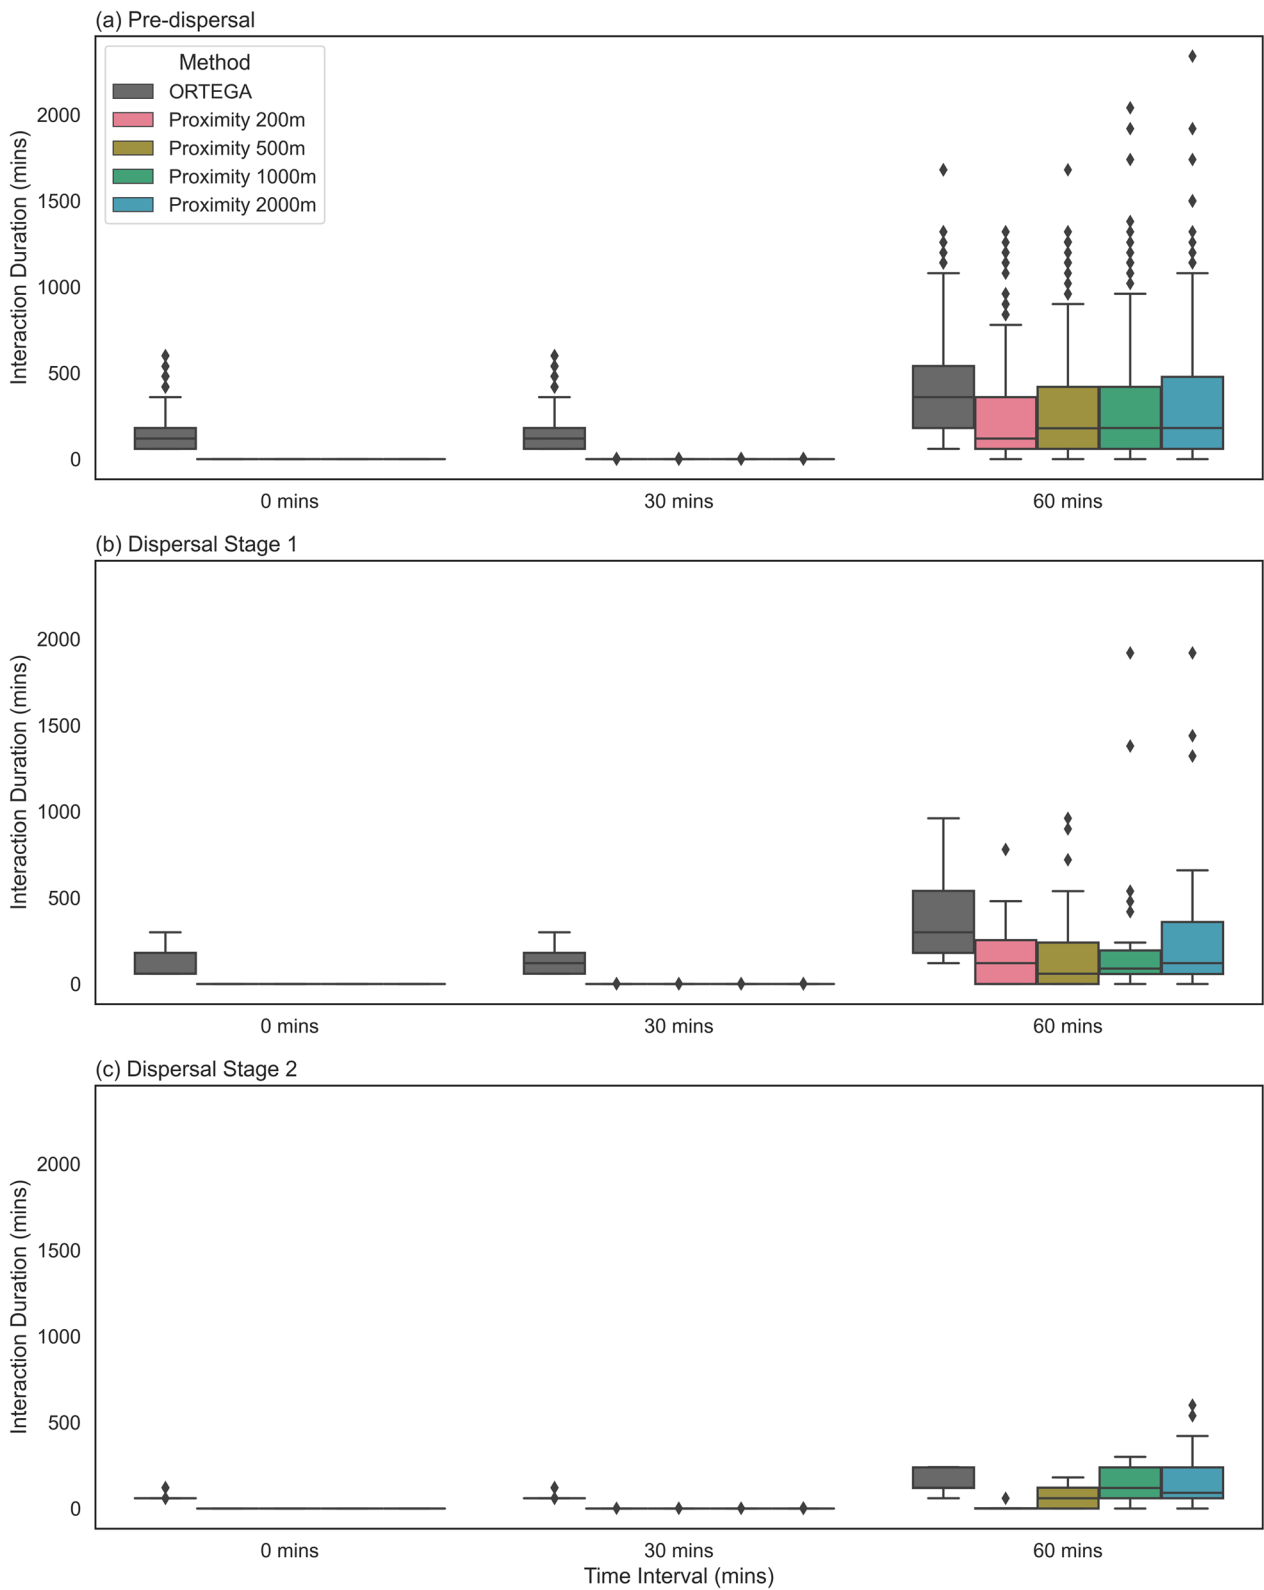 (a) Pre-dispersal
Method
ORTEGA
Proximity 200m
Proximity 500m
Proximity 1000m
Proximity 2000m
Interaction Duration (mins)
2000
1500
1000
500
0
0 mins
30 mins
60 mins
(b) Dispersal Stage 1
Interaction Duration (mins)
2000
1500
1000
500
0
0 mins
30 mins
60 mins
(c) Dispersal Stage 2
Interaction Duration (mins)
2000
1500
1000
500
0
0 mins
30 mins
60 mins
Time Interval (mins)